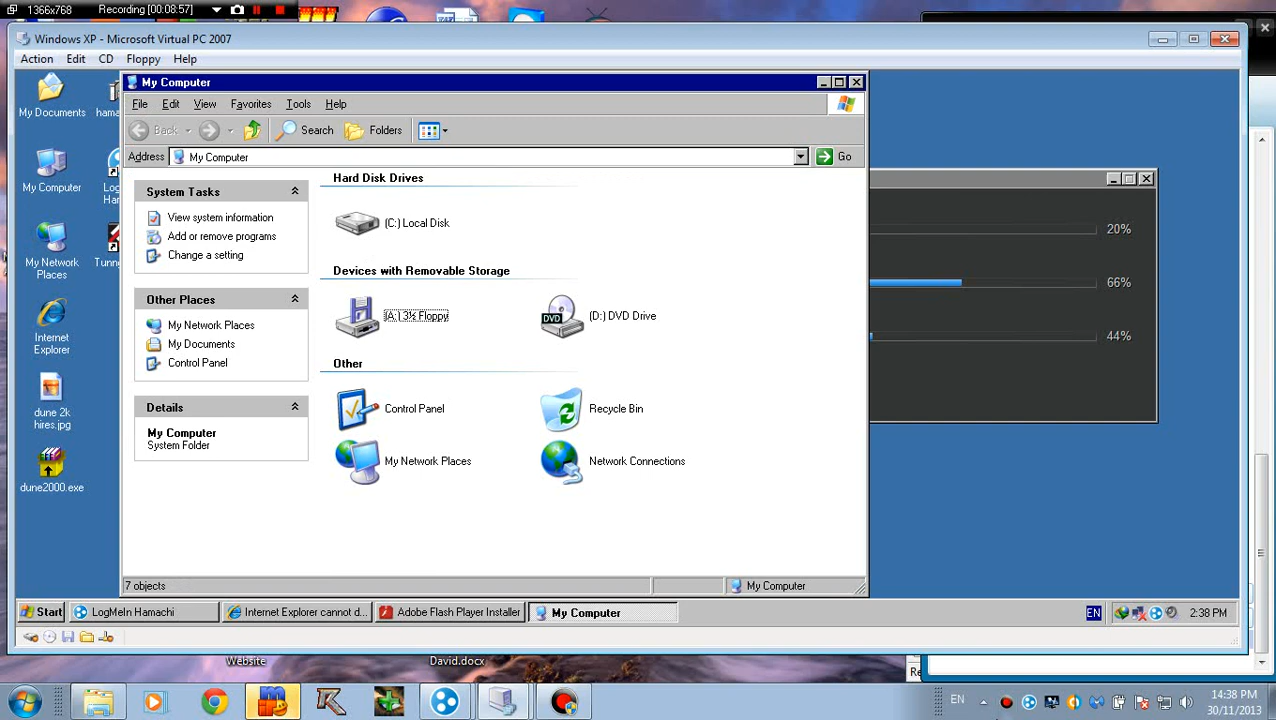 1366x768 Recording [00:08:57]
Windows XP - Microsoft Virtual PC 2007
Action Edit CD Floppy Help
My Documents
My Computer
My Network
Places
Internet
Explorer
dune 2k
hires.jpg
dune2000.exe
hama
Log
Ha
Tunn
My Computer
File Edit View Favorites Tools Help
Back Search Folders
Address My Computer Go
System Tasks
View system information
Add or remove programs
Change a setting
Other Places
My Network Places
My Documents
Control Panel
Details
My Computer
System Folder
Hard Disk Drives
(C:) Local Disk
Devices with Removable Storage
(A:) 3½ Floppy
DVD
(D:) DVD Drive
Other
Control Panel
Recycle Bin
My Network Places
Network Connections
7 objects My Computer
20%
66%
44%
Start LogMeIn Hamachi Internet Explorer cannot d... Adobe Flash Player Installer My Computer EN 2:38 PM
Website
David.docx
Re
EN
14:38 PM
30/11/2013